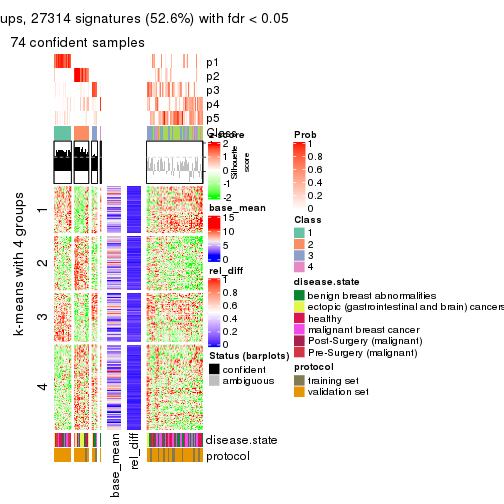 ups, 27314 signatures (52.6%) with fdr < 0.05
74 confident samples
p1
p2
p3
p4
p5
Class
z-score
2
1
0
-1
-2
Silhouette
score
k-means with 4 groups
1
2
3
4
base_mean
15
10
5
0
rel_diff
1
0.8
0.6
0.4
0.2
0
Status (barplots)
confident
ambiguous
disease.state
protocol
base_mean
rel_diff
Prob
1
0.8
0.6
0.4
0.2
0
Class
1
2
3
4
disease.state
benign breast abnormalities
ectopic (gastrointestinal and brain) cancers
healthy
malignant breast cancer
Post-Surgery (malignant)
Pre-Surgery (malignant)
protocol
training set
validation set